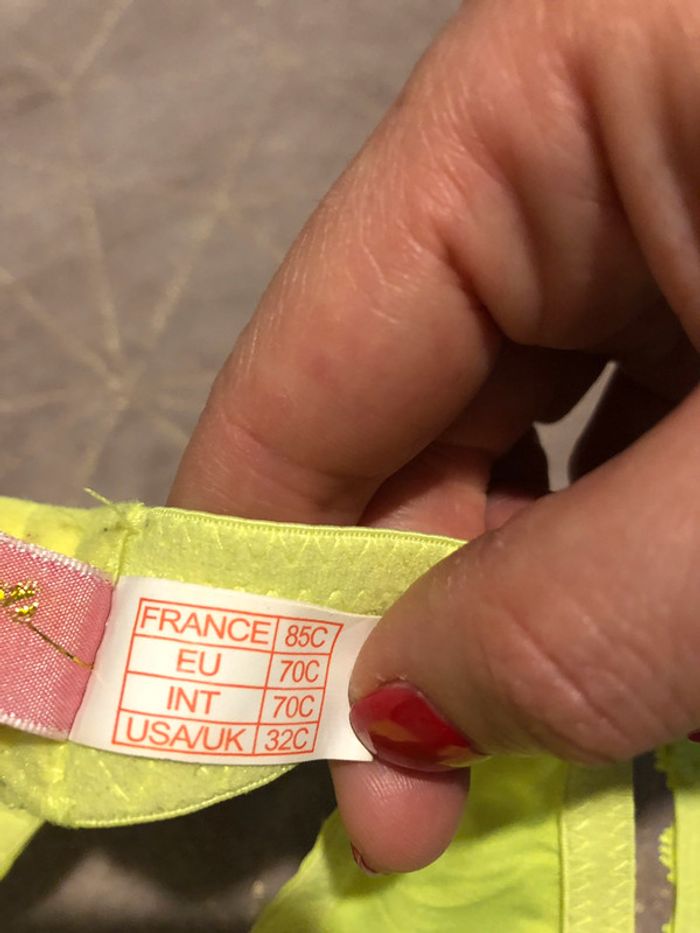 FRANCE 85C
EU 70C
INT 70C
USA/UK 32C